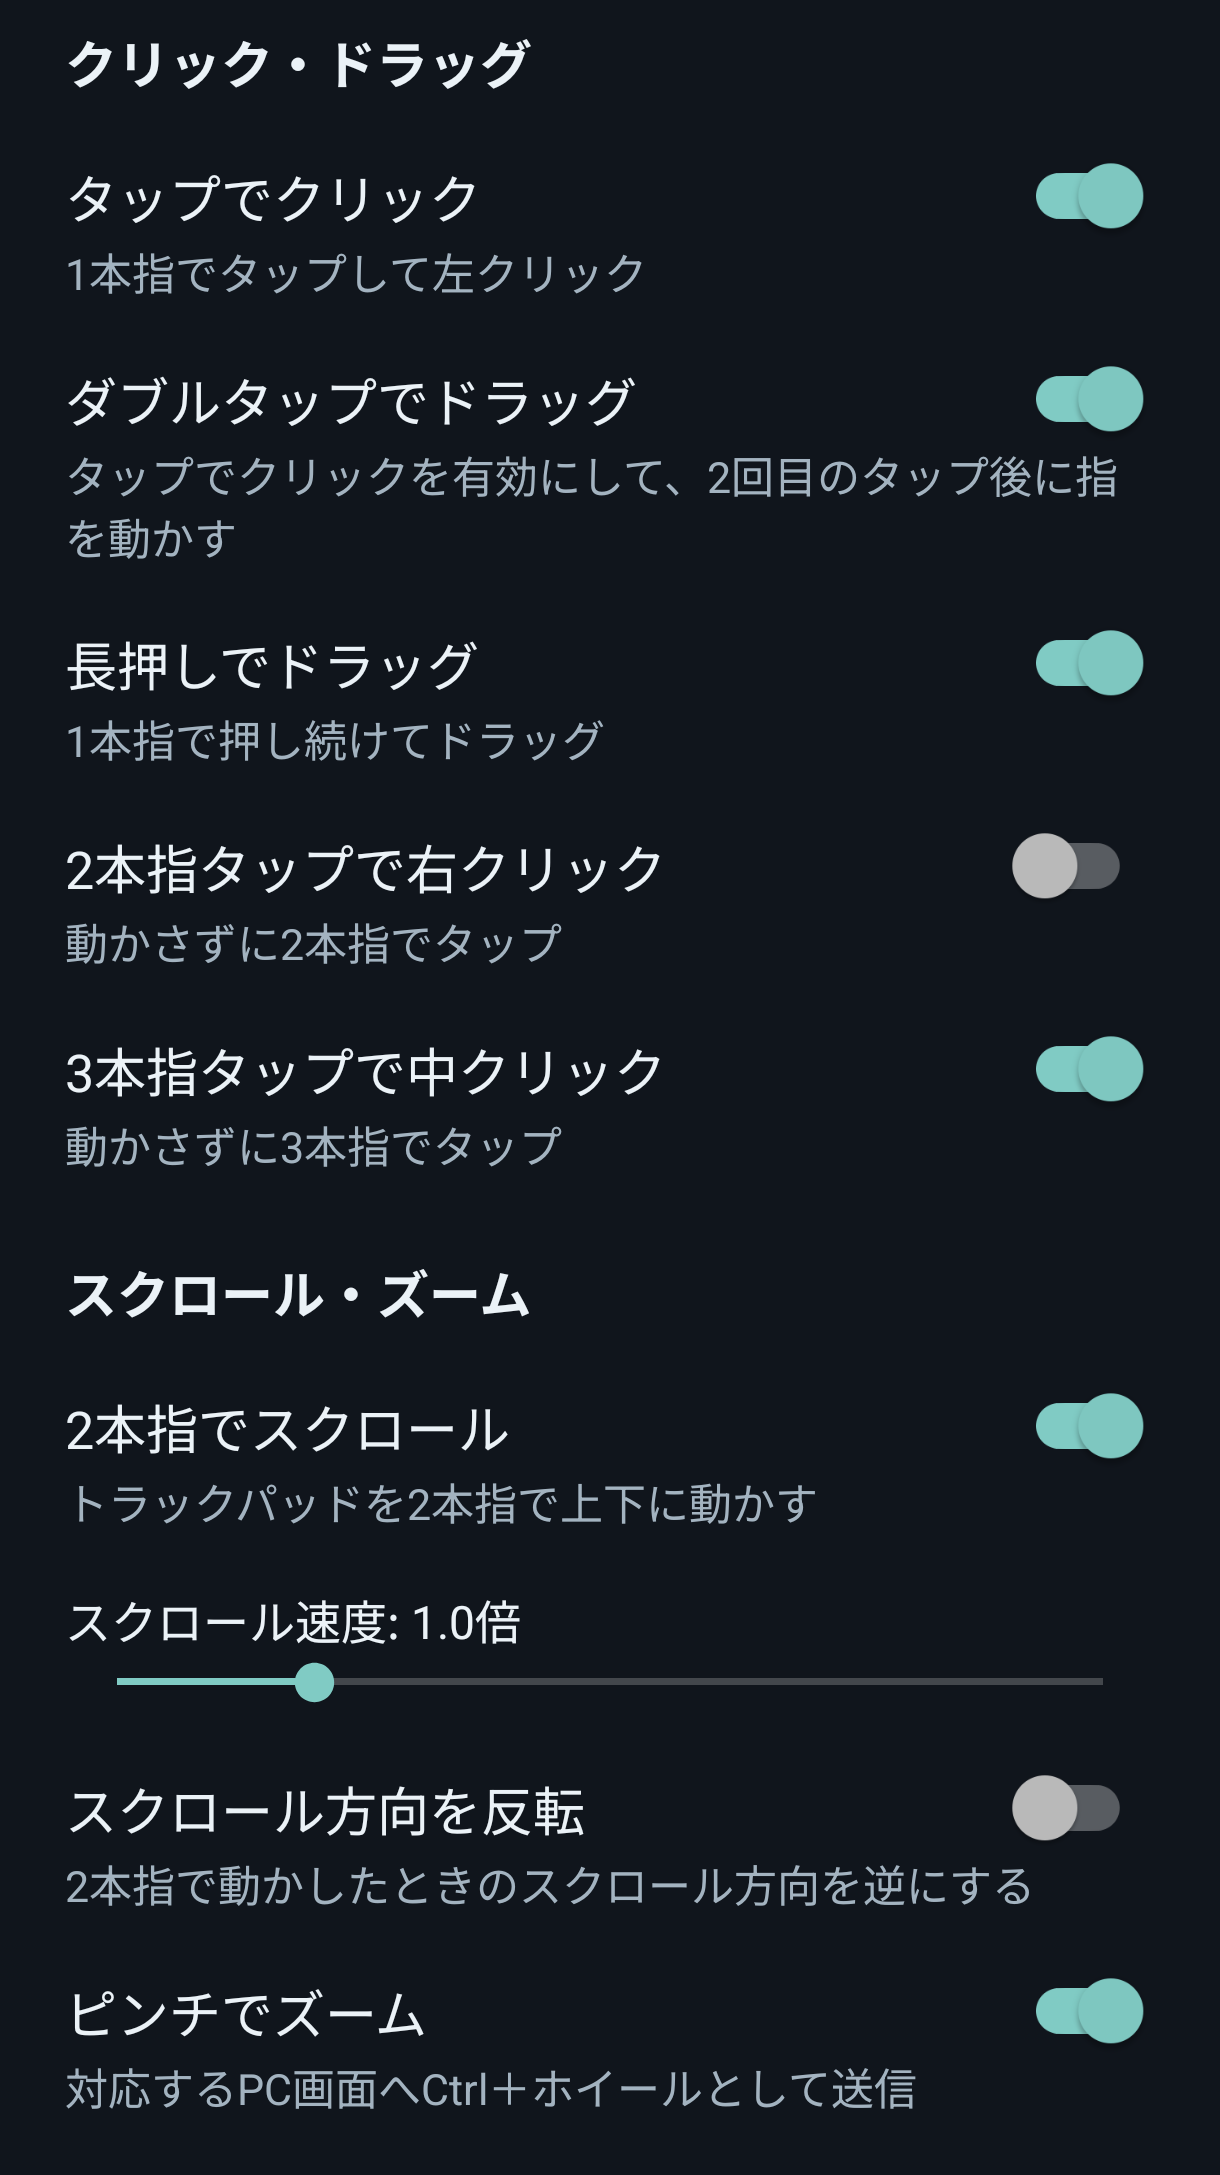 クリック・ドラッグ
タップでクリック
1本指でタップして左クリック
ダブルタップでドラッグ
タップでクリックを有効にして、2回目のタップ後に指
を動かす
長押しでドラッグ
1本指で押し続けてドラッグ
2本指タップで右クリック
動かさずに2本指でタップ
3本指タップで中クリック
動かさずに3本指でタップ
スクロール・ズーム
2本指でスクロール
トラックパッドを2本指で上下に動かす
スクロール速度: 1.0倍
スクロール方向を反転
2本指で動かしたときのスクロール方向を逆にする
ピンチでズーム
対応するPC画面へCtrl＋ホイールとして送信